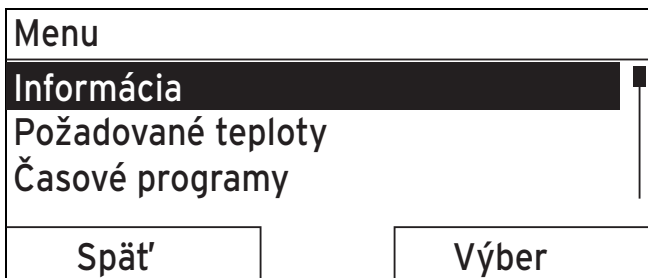 Menu
Informácia
Požadované teploty
Časové programy
Späť Výber